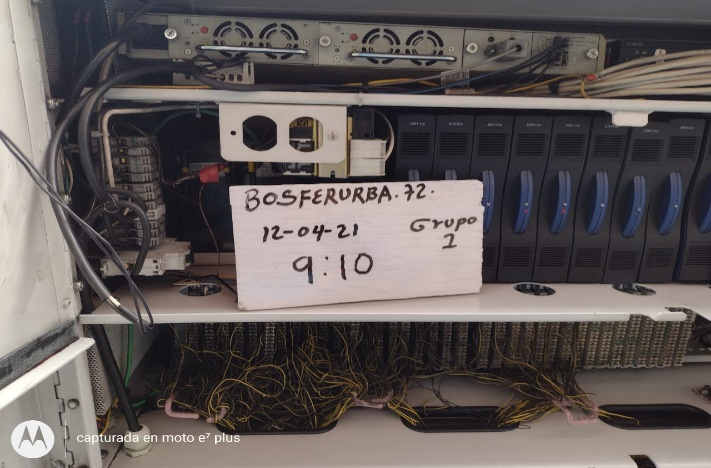 BOSFERURBA.72.
12-04-21
Grupo
1
9:10
capturada en moto e⁷ plus